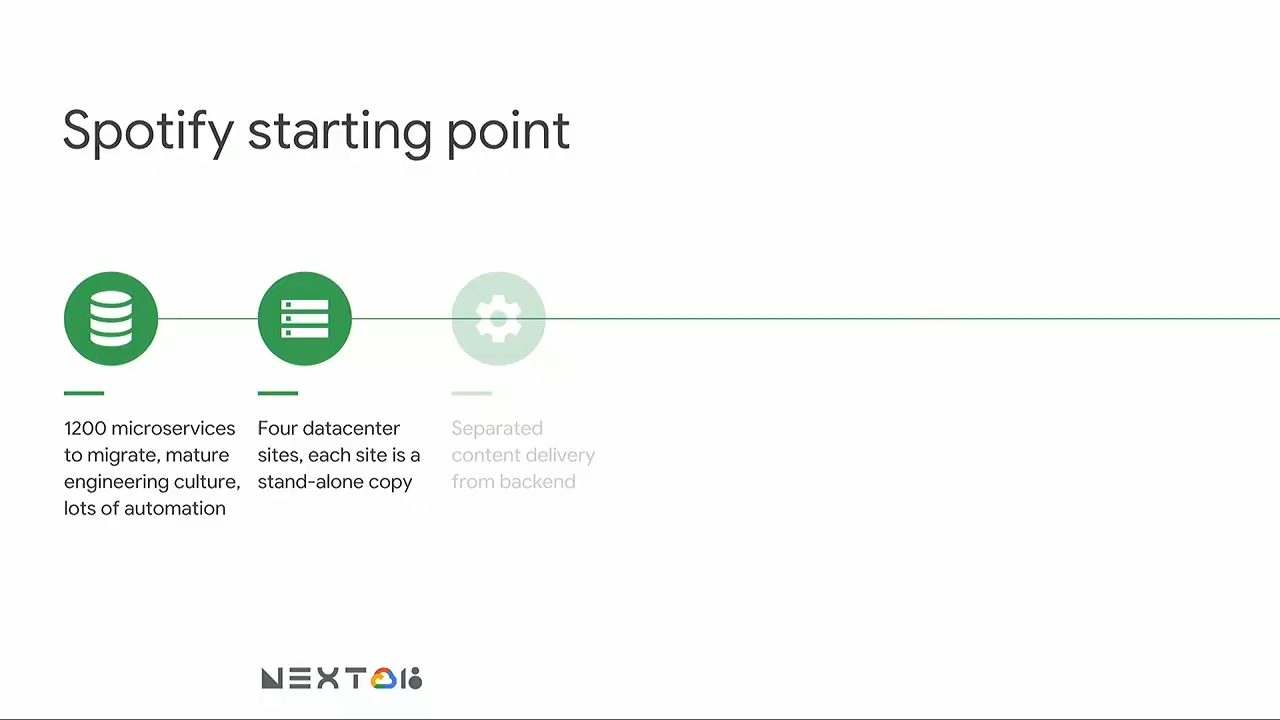 Spotify starting point
1200 microservices
to migrate, mature
engineering culture,
lots of automation
Four datacenter
sites, each site is a
stand-alone copy
Separated
content delivery
from backend
NEXT 18